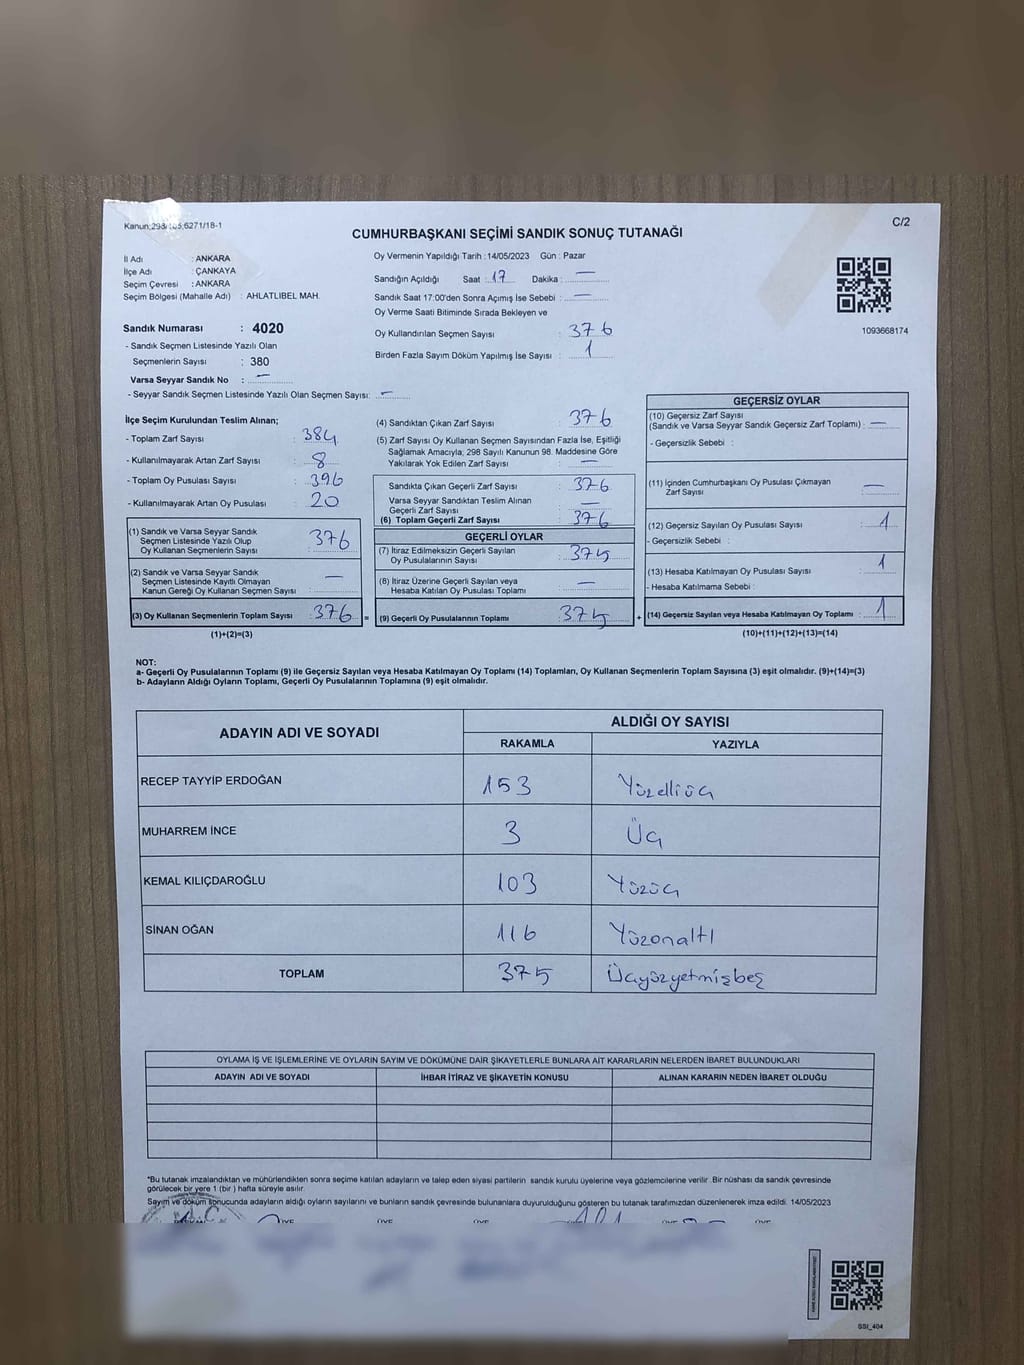 Kanun;298/165;6271/18-1
C/2
CUMHURBAŞKANI SEÇİMİ SANDIK SONUÇ TUTANAĞI
İl Adı : ANKARA
İlçe Adı : ÇANKAYA
Seçim Çevresi : ANKARA
Seçim Bölgesi (Mahalle Adı) : AHLATLIBEL MAH.
Sandık Numarası : 4020
- Sandık Seçmen Listesinde Yazılı Olan
Seçmenlerin Sayısı : 380
Varsa Seyyar Sandık No : —
- Seyyar Sandık Seçmen Listesinde Yazılı Olan Seçmen Sayısı: —
Oy Vermenin Yapıldığı Tarih : 14/05/2023 Gün : Pazar
Sandığın Açıldığı Saat : 17 Dakika : —
Sandık Saat 17:00'den Sonra Açımış İse Sebebi : —
Oy Verme Saati Bitiminde Sırada Bekleyen ve
Oy Kullandırılan Seçmen Sayısı : 376
Birden Fazla Sayım Döküm Yapılmış İse Sayısı : 1
1093668174
İlçe Seçim Kurulundan Teslim Alınan;
- Toplam Zarf Sayısı : 384
- Kullanılmayarak Artan Zarf Sayısı : 8
- Toplam Oy Pusulası Sayısı : 396
- Kullanılmayarak Artan Oy Pusulası : 20
(1) Sandık ve Varsa Seyyar Sandık
Seçmen Listesinde Yazılı Olup
Oy Kullanan Seçmenlerin Sayısı : 376
(2) Sandık ve Varsa Seyyar Sandık
Seçmen Listesinde Kayıtlı Olmayan
Kanun Gereği Oy Kullanan Seçmen Sayısı : —
(3) Oy Kullanan Seçmenlerin Toplam Sayısı : 376
(1)+(2)=(3)
(4) Sandıktan Çıkan Zarf Sayısı : 376
(5) Zarf Sayısı Oy Kullanan Seçmen Sayısından Fazla İse, Eşitliği
Sağlamak Amacıyla; 298 Sayılı Kanunun 98. Maddesine Göre
Yakılarak Yok Edilen Zarf Sayısı : —
Sandıkta Çıkan Geçerli Zarf Sayısı : 376
Varsa Seyyar Sandıktan Teslim Alınan
Geçerli Zarf Sayısı : —
(6) Toplam Geçerli Zarf Sayısı : 376
GEÇERLİ OYLAR
(7) İtiraz Edilmeksizin Geçerli Sayılan
Oy Pusulalarının Sayısı : 375
(8) İtiraz Üzerine Geçerli Sayılan veya
Hesaba Katılan Oy Pusulası Toplamı : —
= (9) Geçerli Oy Pusulalarının Toplamı : 375
GEÇERSİZ OYLAR
(10) Geçersiz Zarf Sayısı
(Sandık ve Varsa Seyyar Sandık Geçersiz Zarf Toplamı) : —
- Geçersizlik Sebebi :
(11) İçinden Cumhurbaşkanı Oy Pusulası Çıkmayan
Zarf Sayısı : —
(12) Geçersiz Sayılan Oy Pusulası Sayısı : 1
- Geçersizlik Sebebi :
(13) Hesaba Katılmayan Oy Pusulası Sayısı : 1
- Hesaba Katılmama Sebebi :
+ (14) Geçersiz Sayılan veya Hesaba Katılmayan Oy Toplamı : 1
(10)+(11)+(12)+(13)=(14)
NOT:
a- Geçerli Oy Pusulalarının Toplamı (9) ile Geçersiz Sayılan veya Hesaba Katılmayan Oy Toplamı (14) Toplamları, Oy Kullanan Seçmenlerin Toplam Sayısına (3) eşit olmalıdır. (9)+(14)=(3)
b- Adayların Aldığı Oyların Toplamı, Geçerli Oy Pusulalarının Toplamına (9) eşit olmalıdır.
ADAYIN ADI VE SOYADI
ALDIĞI OY SAYISI
RAKAMLA YAZIYLA
RECEP TAYYİP ERDOĞAN 153 Yüzelliüç
MUHARREM İNCE 3 Üç
KEMAL KILIÇDAROĞLU 103 Yüzüç
SİNAN OĞAN 116 Yüzonaltı
TOPLAM 375 Üçyüzyetmişbeş
OYLAMA İŞ VE İŞLEMLERİNE VE OYLARIN SAYIM VE DÖKÜMÜNE DAİR ŞİKAYETLERLE BUNLARA AİT KARARLARIN NELERDEN İBARET BULUNDUKLARI
ADAYIN ADI VE SOYADI İHBAR İTİRAZ VE ŞİKAYETİN KONUSU ALINAN KARARIN NEDEN İBARET OLDUĞU
*Bu tutanak imzalandıktan ve mühürlendikten sonra seçime katılan adayların ve talep eden siyasi partilerin sandık kurulu üyelerine veya gözlemcilerine verilir .Bir nüshası da sandık çevresinde
görülecek bir yere 1 (bir ) hafta süreyle asılır.
Sayım ve döküm sonucunda adayların aldığı oyların sayılarını ve bunların sandık çevresinde bulunanlara duyurulduğunu gösteren bu tutanak tarafımızdan düzenlenerek imza edildi. 14/05/2023
SSI_404